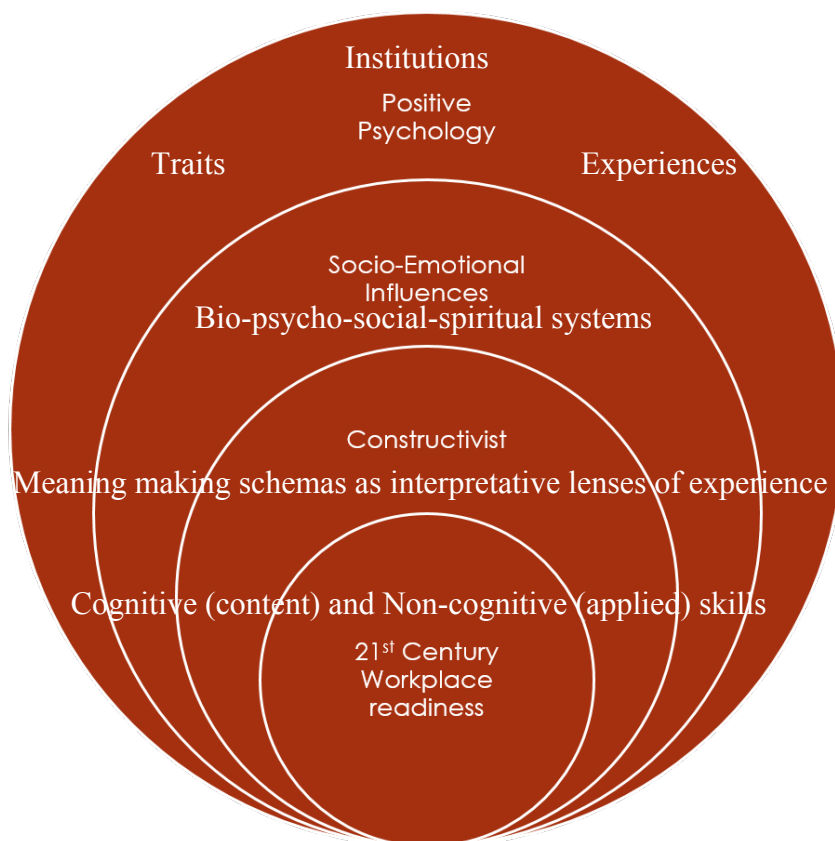 Institutions
Positive
Psychology
Traits
Experiences
Socio-Emotional
Influences
Bio-psycho-social-spiritual systems
Constructivist
Meaning making schemas as interpretative lenses of experience
Cognitive (content) and Non-cognitive (applied) skills
21st Century
Workplace
readiness